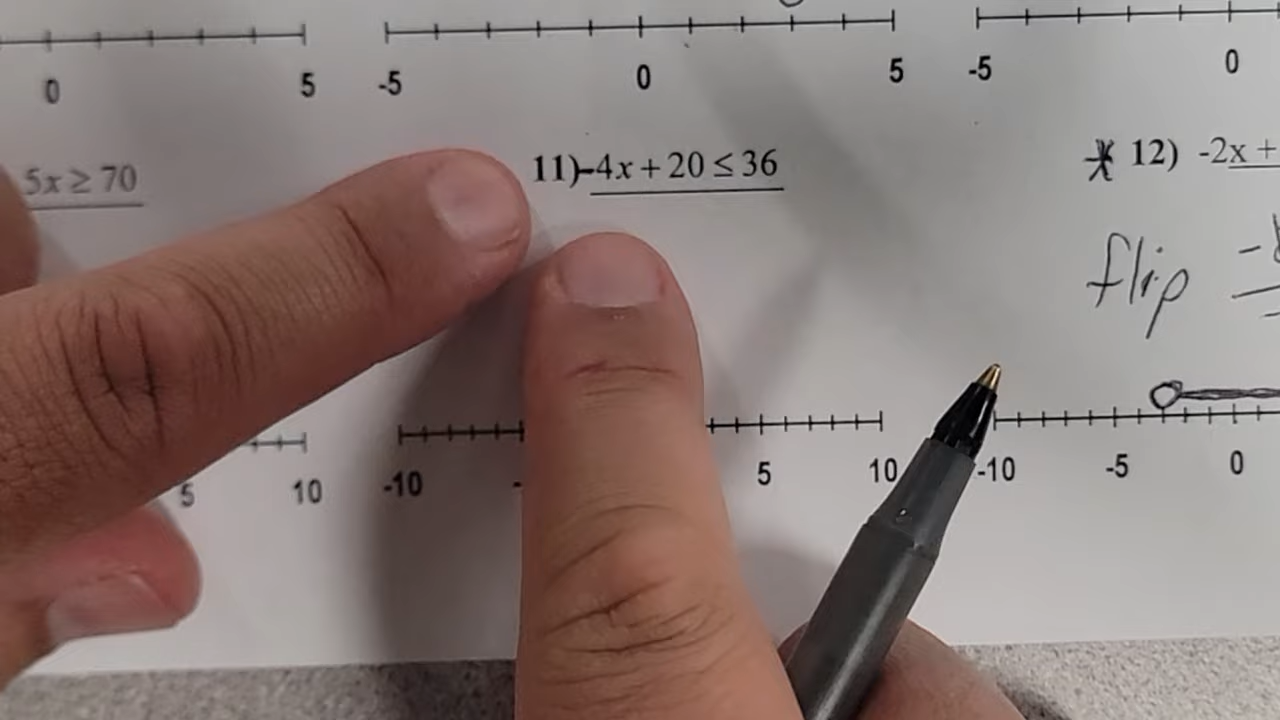 0 5 -5 0 5 -5 0
5x ≥ 70 11)-4x + 20 ≤ 36 * 12) -2x +
flip
5 10 -10 5 10 -10 -5 0